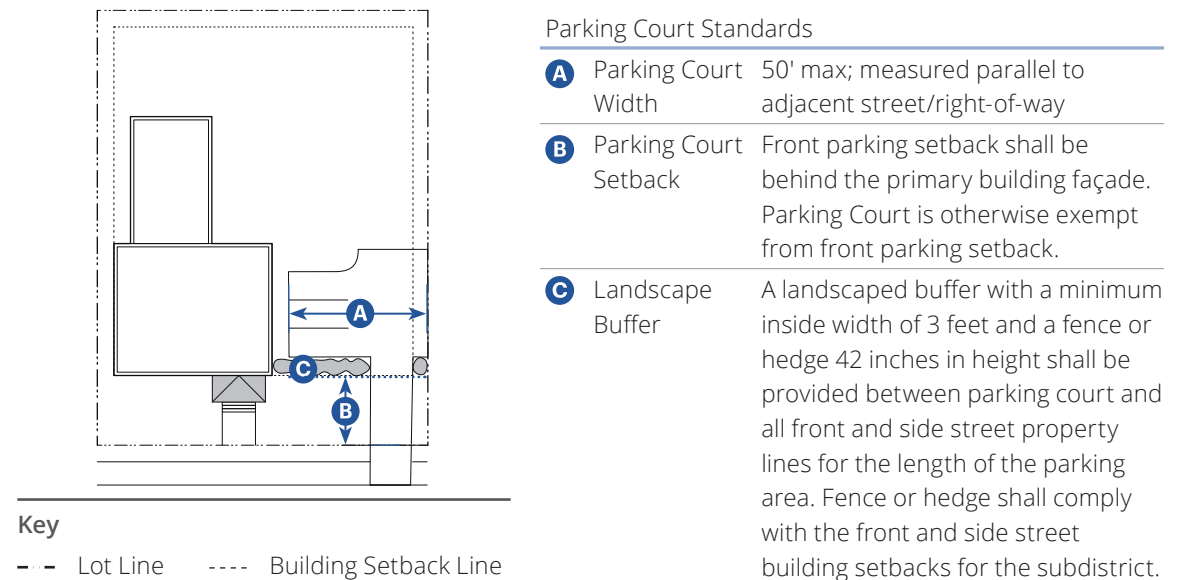 Parking Court Standards
A Parking Court Width 50' max; measured parallel to
adjacent street/right-of-way
B Parking Court Setback Front parking setback shall be
behind the primary building façade.
Parking Court is otherwise exempt
from front parking setback.
C Landscape Buffer A landscaped buffer with a minimum
inside width of 3 feet and a fence or
hedge 42 inches in height shall be
provided between parking court and
all front and side street property
lines for the length of the parking
area. Fence or hedge shall comply
with the front and side street
building setbacks for the subdistrict.
A
C
B
Key
Lot Line Building Setback Line